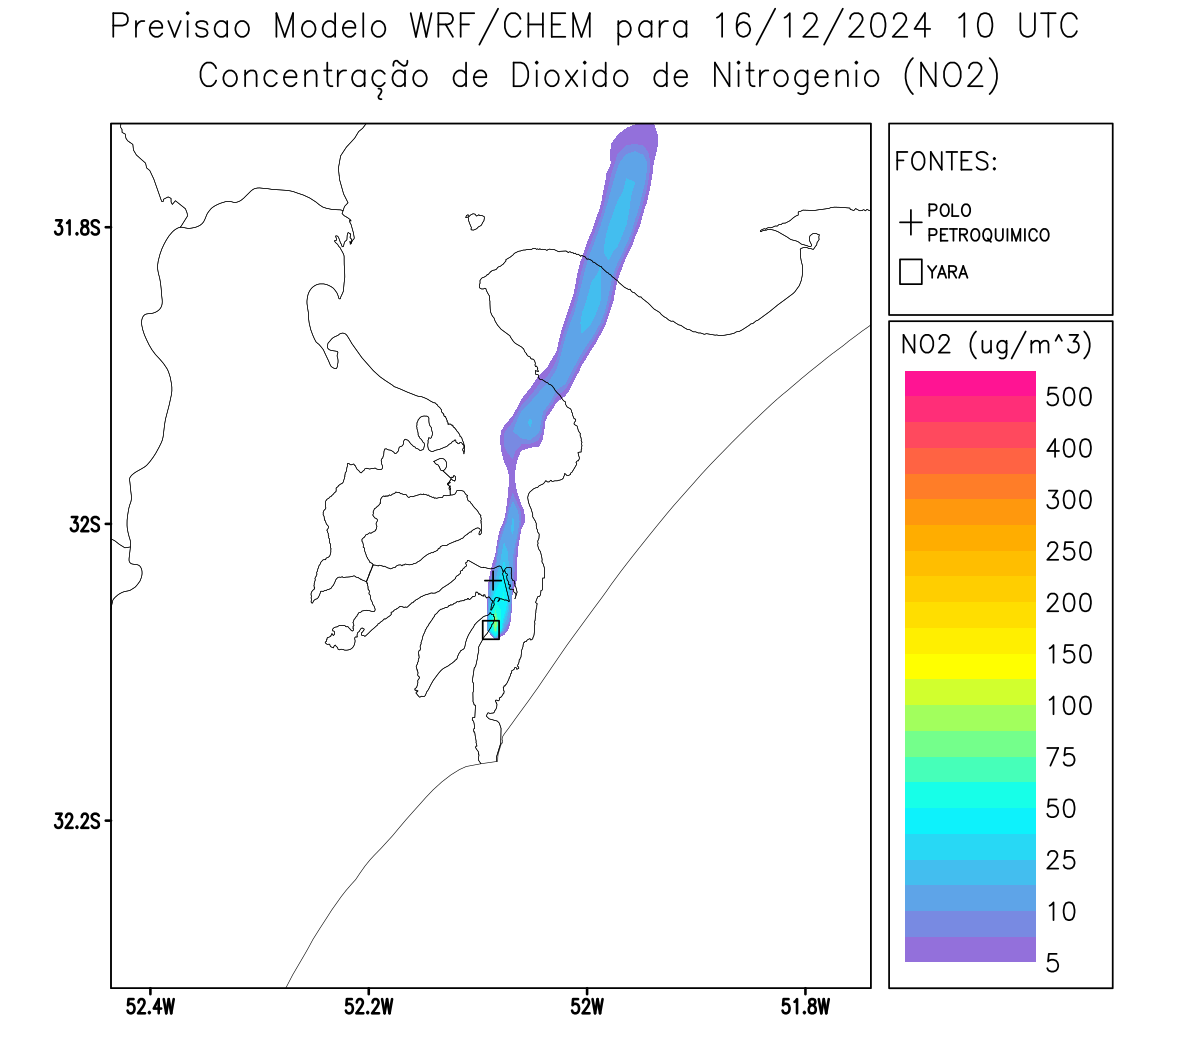 Previsao Modelo WRF/CHEM para 16/12/2024 10 UTC
Concentração de Dioxido de Nitrogenio (NO2)
FONTES:
POLO
PETROQUIMICO
YARA
NO2 (ug/m^3)
500
400
300
250
200
150
100
75
50
25
10
5
31.8S
32S
32.2S
52.4W
52.2W
52W
51.8W